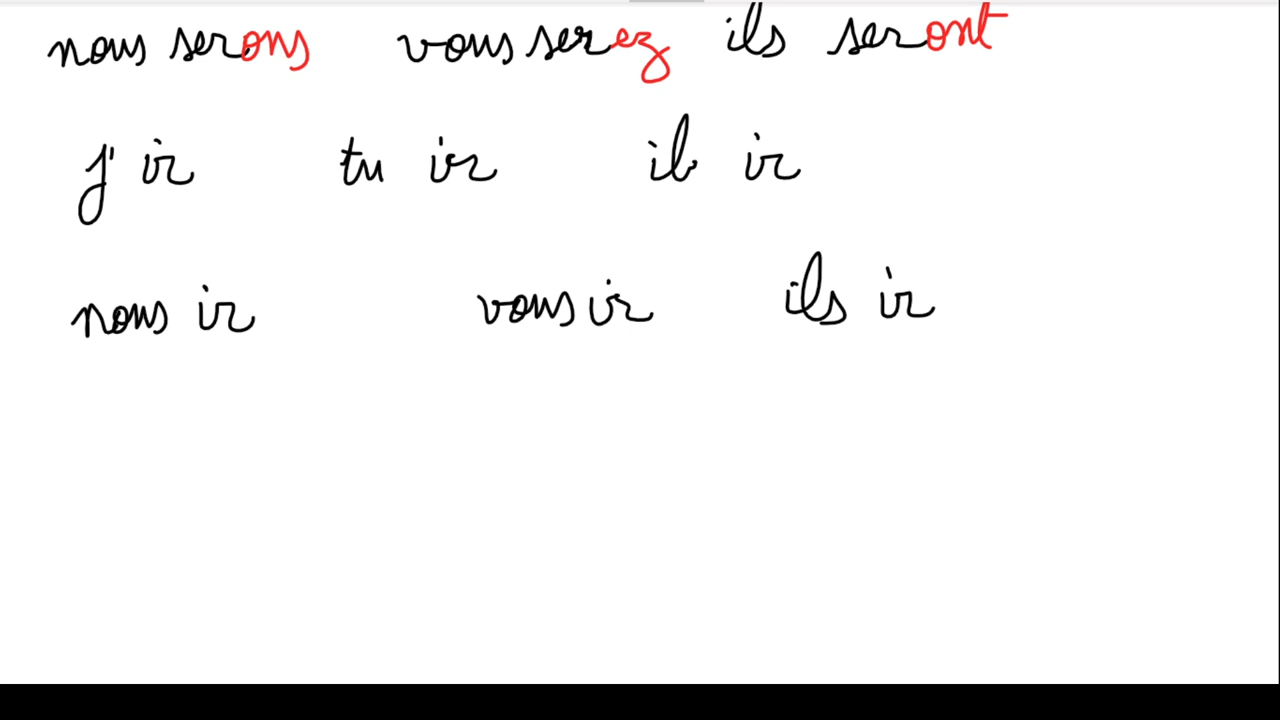 nous serons vous serez ils seront
j' ir tu ir il ir
nous ir vous ir ils ir